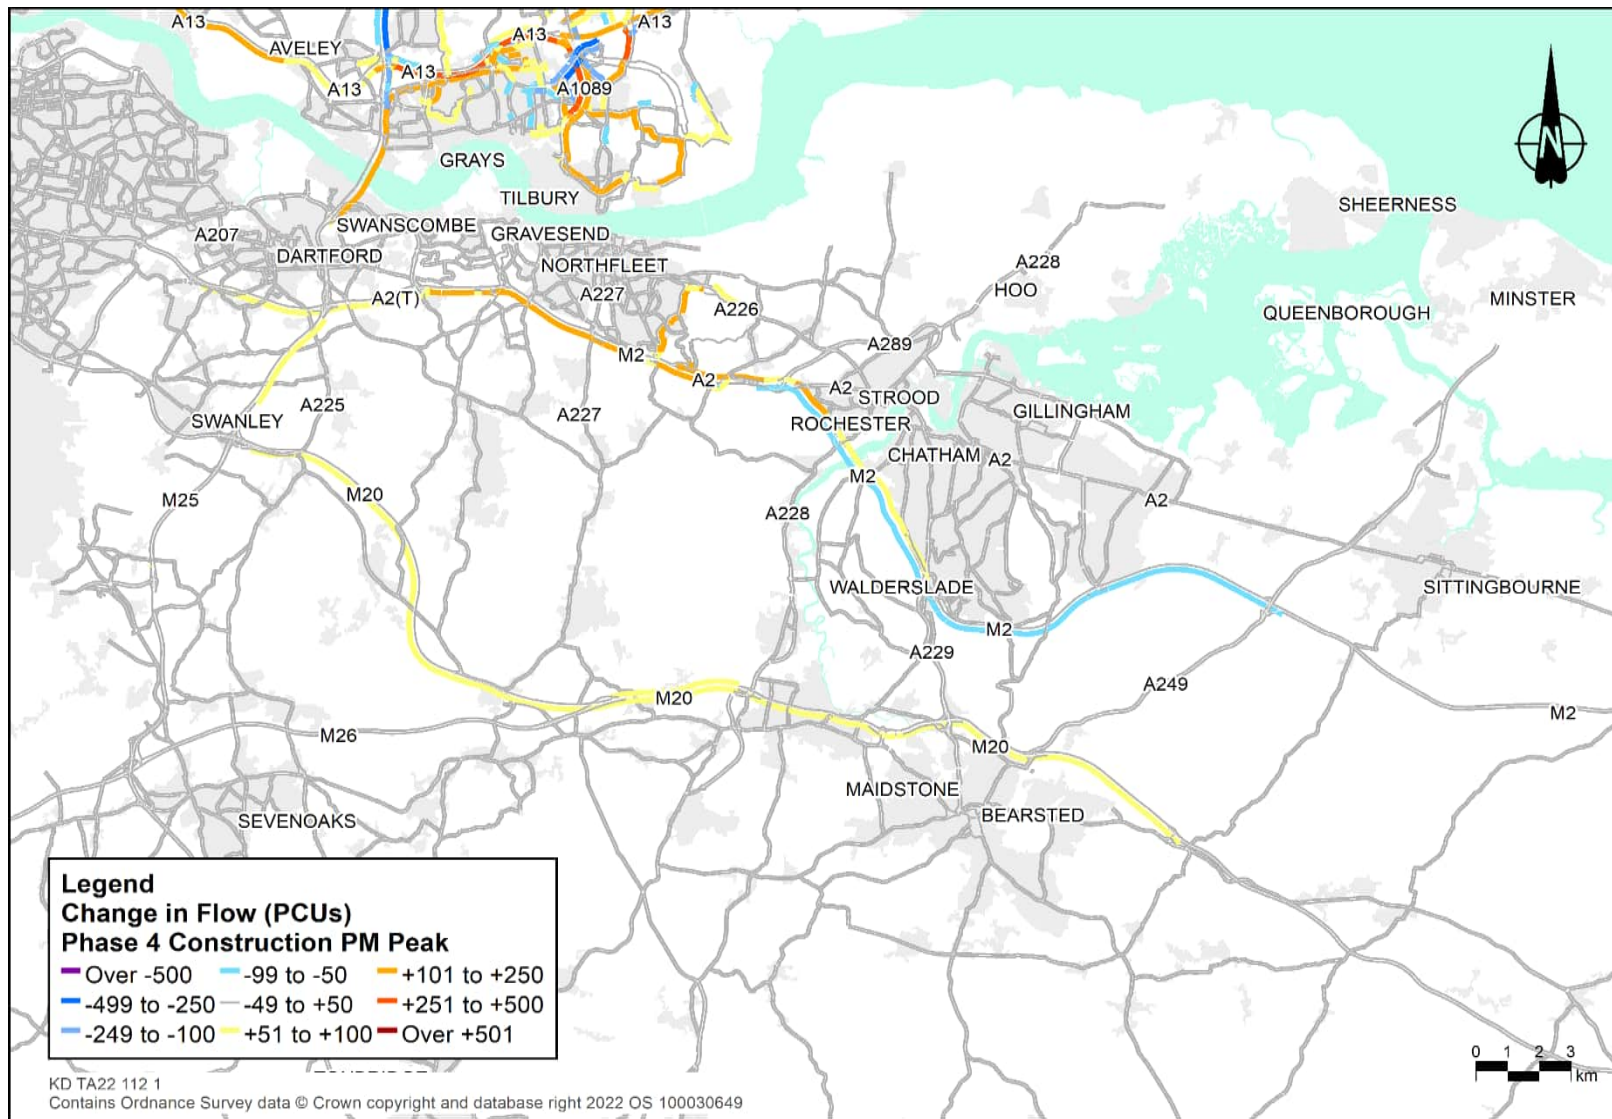 A13
A13
A13
AVELEY
A13
A13
A1089
GRAYS
TILBURY
SHEERNESS
SWANSCOMBE
A207
GRAVESEND
DARTFORD
NORTHFLEET
A228
HOO
A2(T)
A227
A226
MINSTER
QUEENBOROUGH
M2
A289
A2
A2
STROOD
A225
A227
GILLINGHAM
SWANLEY
ROCHESTER
CHATHAM
A2
M2
M25
M20
A2
A228
WALDERSLADE
SITTINGBOURNE
M2
A229
A249
M20
M2
M26
M20
MAIDSTONE
BEARSTED
SEVENOAKS
N
Legend
Change in Flow (PCUs)
Phase 4 Construction PM Peak
Over -500 -99 to -50 +101 to +250
-499 to -250 -49 to +50 +251 to +500
-249 to -100 +51 to +100 Over +501
0 1 2 3
km
KD TA22 112 1
Contains Ordnance Survey data © Crown copyright and database right 2022 OS 100030649